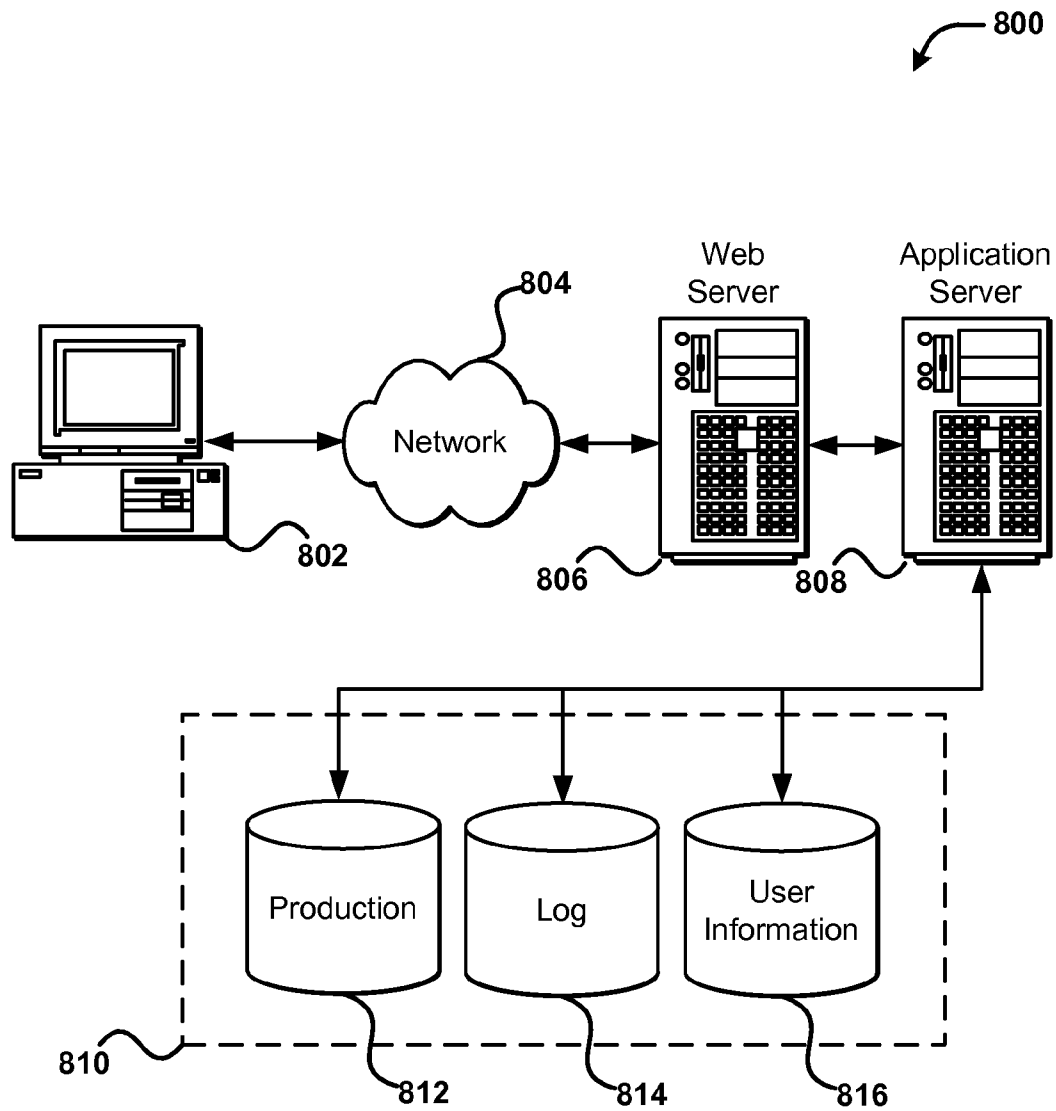 800
Web
Server
Application
Server
804
Network
802
806
808
Production
Log
User
Information
810
812
814
816